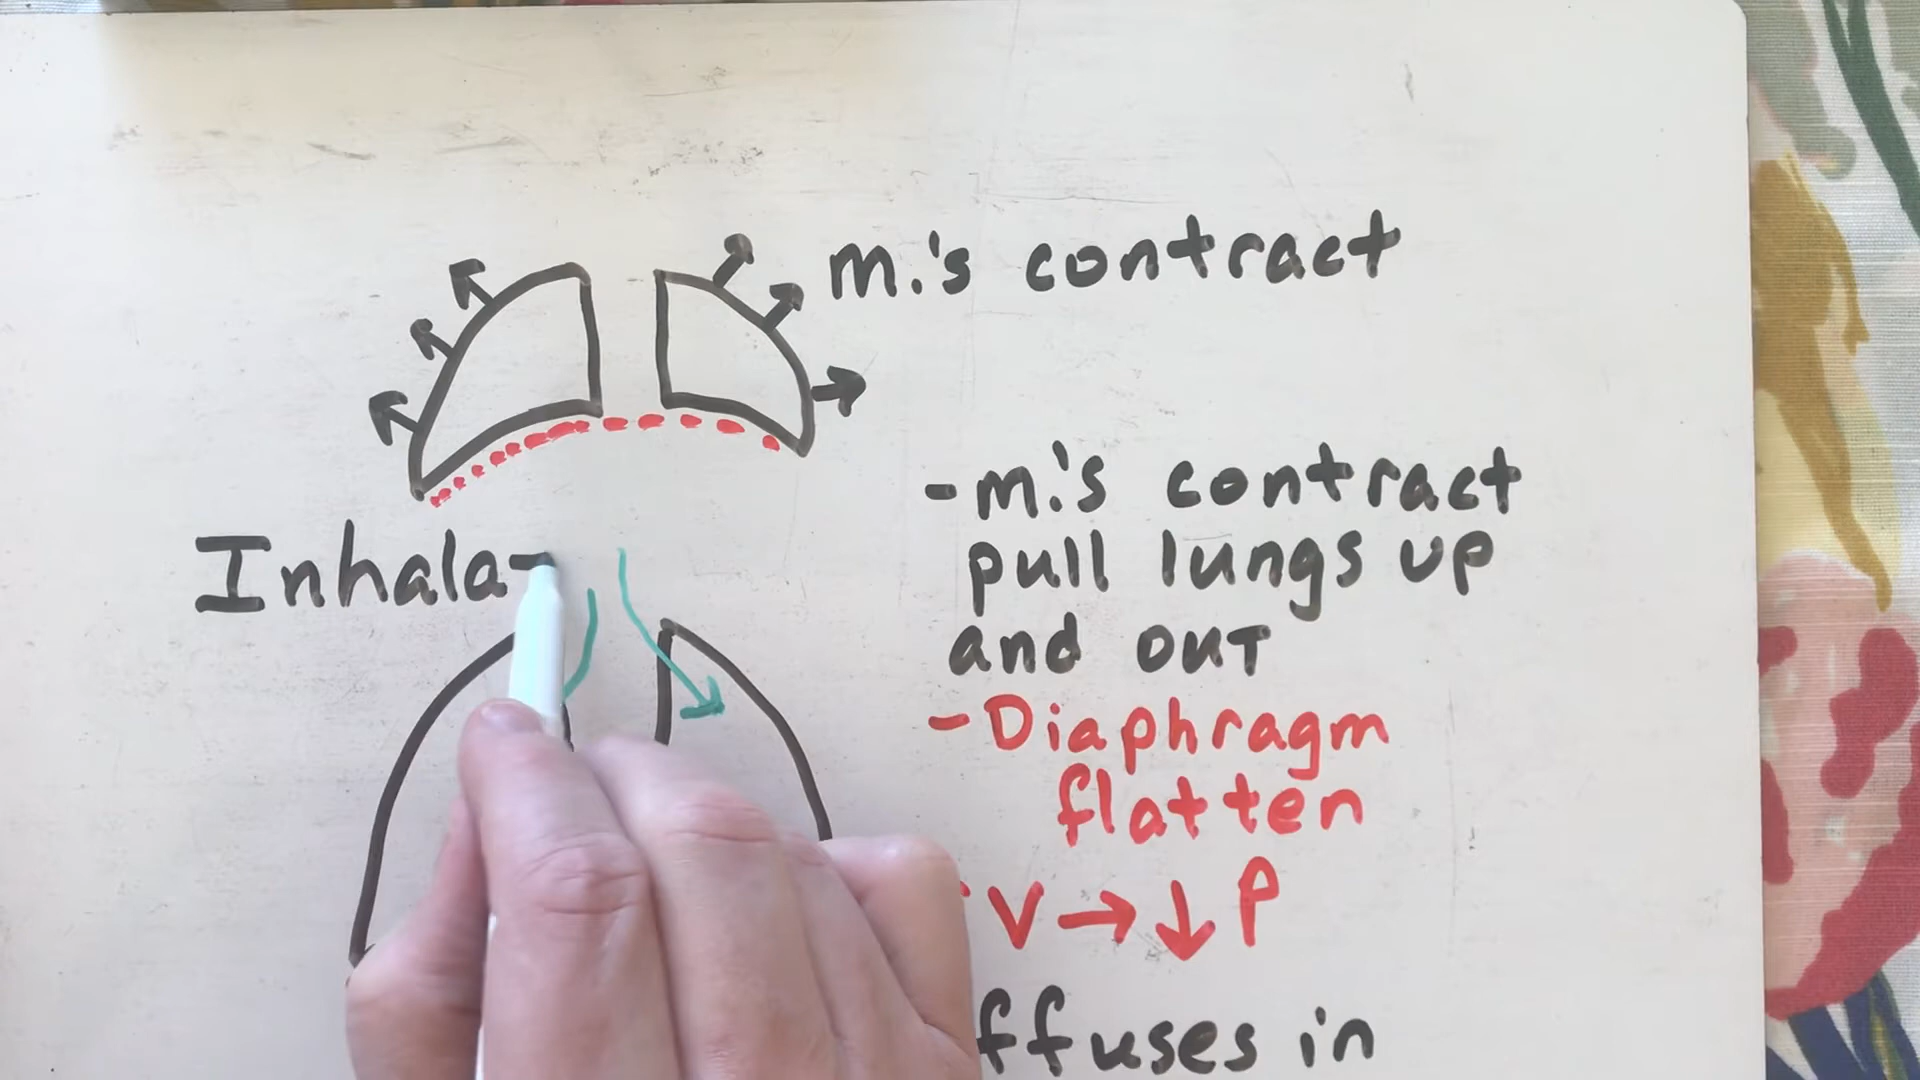 m.'s contract
Inhala-
-m.'s contract
pull lungs up
and out
-Diaphragm
flatten
V→↓P
ffuses in